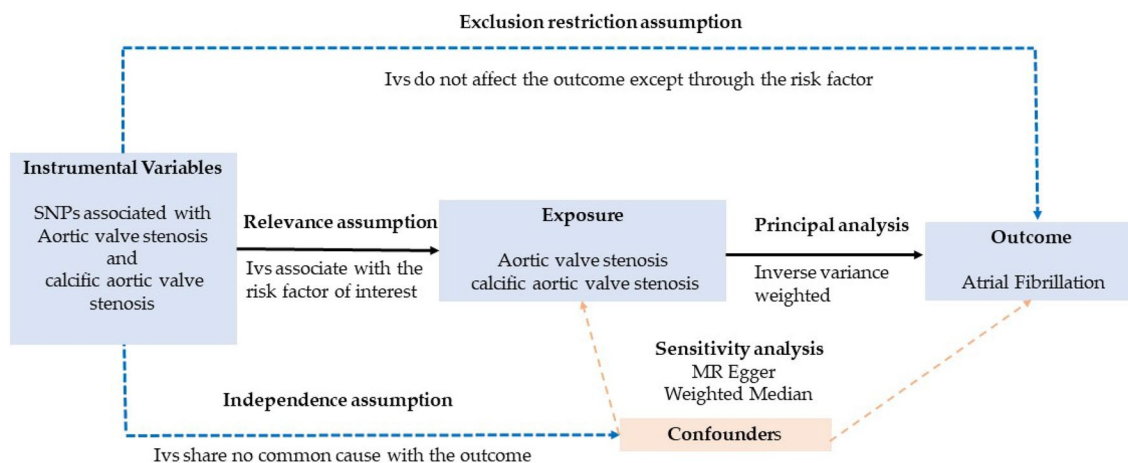 Exclusion restriction assumption
Ivs do not affect the outcome except through the risk factor
Instrumental Variables
SNPs associated with
Aortic valve stenosis
and
calcific aortic valve
stenosis
Relevance assumption
Ivs associate with the
risk factor of interest
Exposure
Aortic valve stenosis
calcific aortic valve stenosis
Principal analysis
Inverse variance
weighted
Outcome
Atrial Fibrillation
Sensitivity analysis
MR Egger
Weighted Median
Independence assumption
Ivs share no common cause with the outcome
Confounders